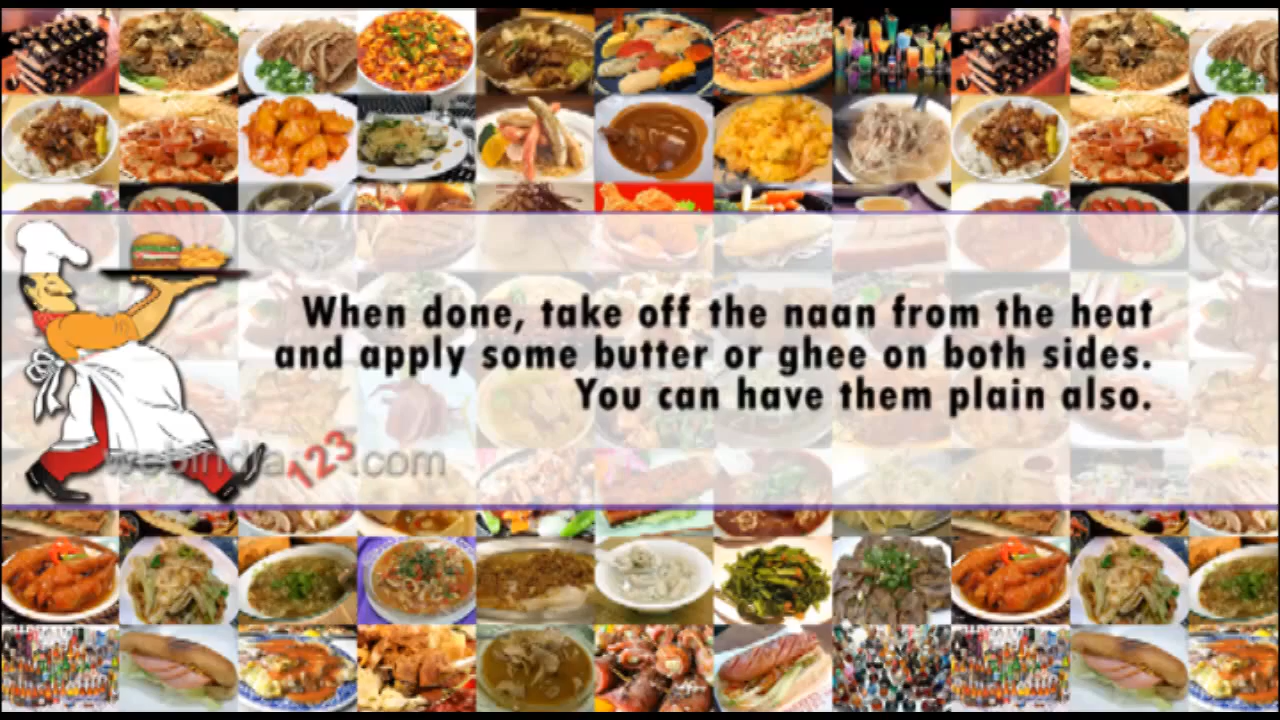 When done, take off the naan from the heat
and apply some butter or ghee on both sides.
You can have them plain also.
webindia123.com